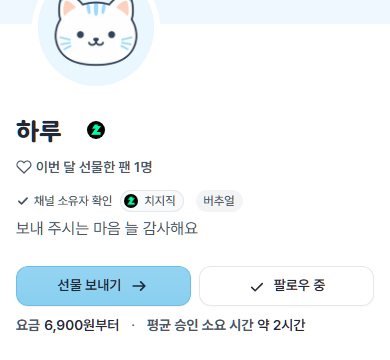 하루
이번 달 선물한 팬 1명
채널 소유자 확인 치지직 버추얼
보내 주시는 마음 늘 감사해요
선물 보내기 → 팔로우 중
요금 6,900원부터 · 평균 승인 소요 시간 약 2시간